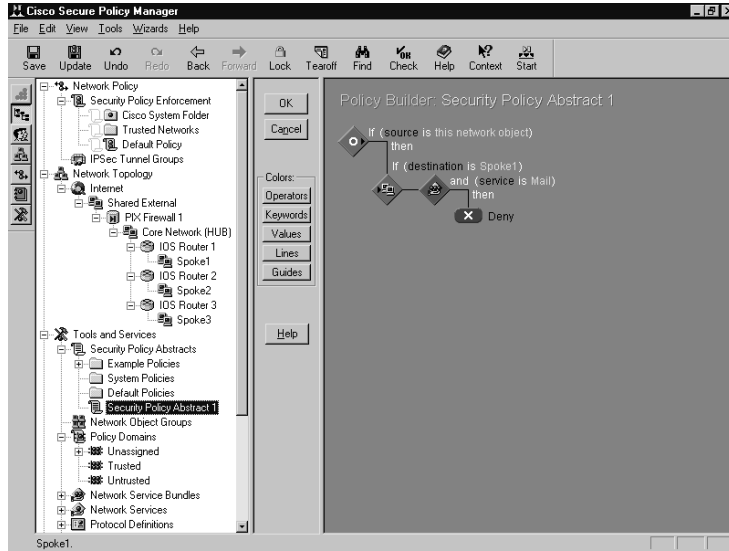 Cisco Secure Policy Manager
File Edit View Tools Wizards Help
Save Update Undo Redo Back Forward Lock Tearoff Find Check Help Context Start
Network Policy
Security Policy Enforcement
Cisco System Folder
Trusted Networks
Default Policy
IPSec Tunnel Groups
Network Topology
Internet
Shared External
PIX Firewall 1
Core Network (HUB)
IOS Router 1
Spoke1
IOS Router 2
Spoke2
IOS Router 3
Spoke3
Tools and Services
Security Policy Abstracts
Example Policies
System Policies
Default Policies
Security Policy Abstract 1
Network Object Groups
Policy Domains
Unassigned
Trusted
Untrusted
Network Service Bundles
Network Services
Protocol Definitions
OK
Cancel
Colors:
Operators
Keywords
Values
Lines
Guides
Help
Policy Builder: Security Policy Abstract 1
If (source is this network object)
then
If (destination is Spoke1)
and (service is Mail)
then
Deny
Spoke1.